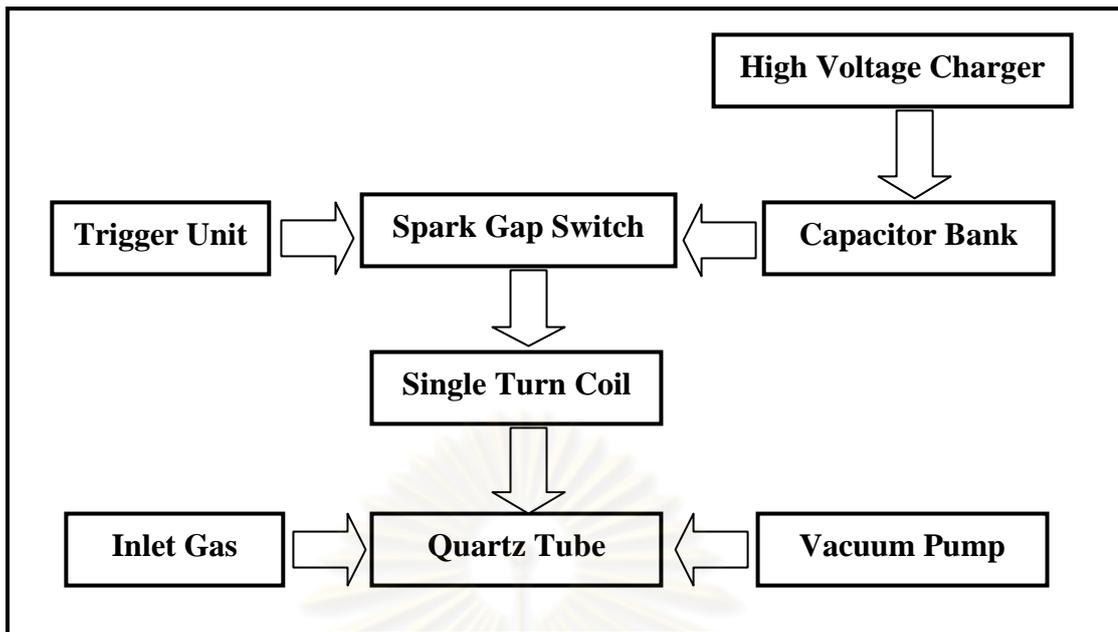 High Voltage Charger
Trigger Unit
Spark Gap Switch
Capacitor Bank
Single Turn Coil
Inlet Gas
Quartz Tube
Vacuum Pump